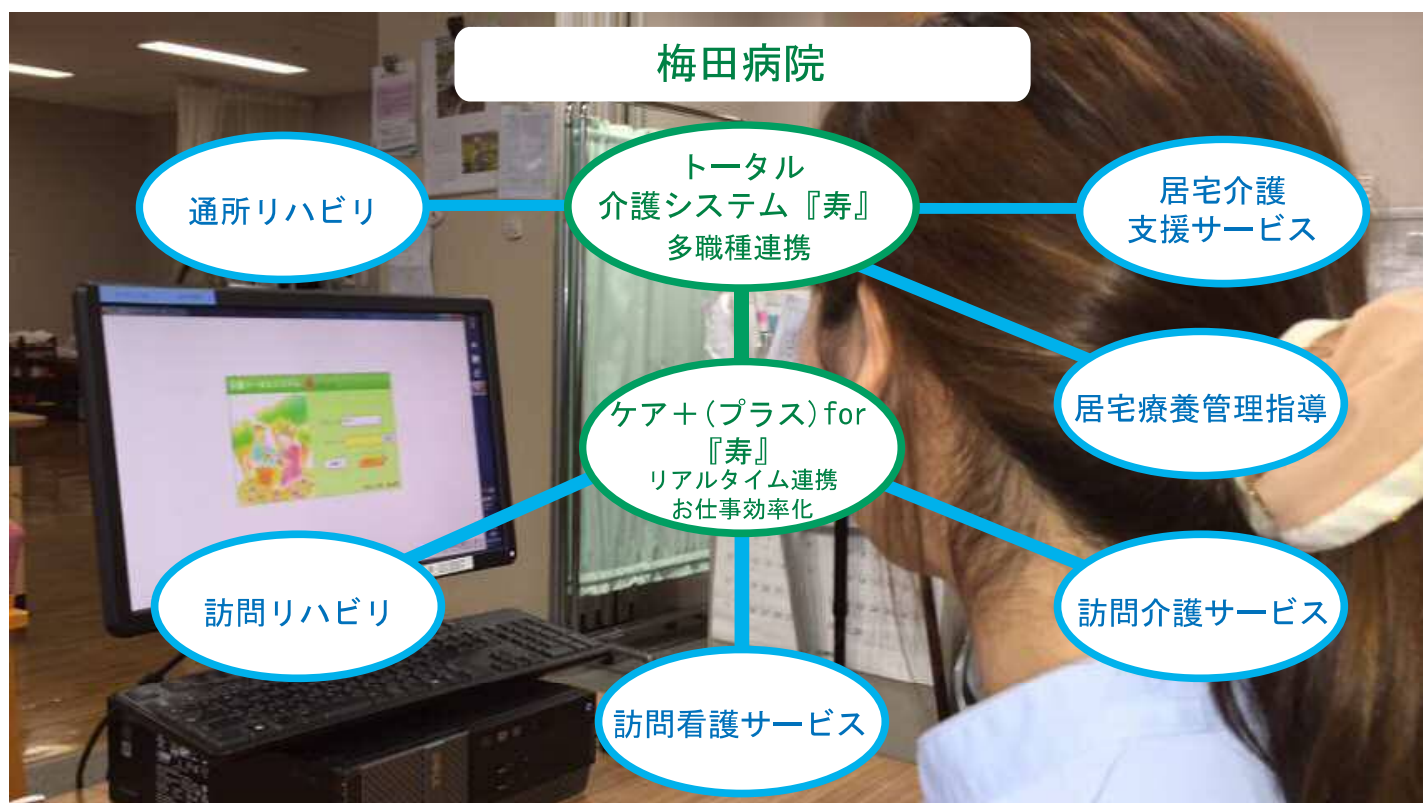 梅田病院
トータル
介護システム『寿』
多職種連携
通所リハビリ
居宅介護
支援サービス
居宅療養管理指導
ケア＋(プラス)for
『寿』
リアルタイム連携
お仕事効率化
訪問リハビリ
訪問介護サービス
訪問看護サービス